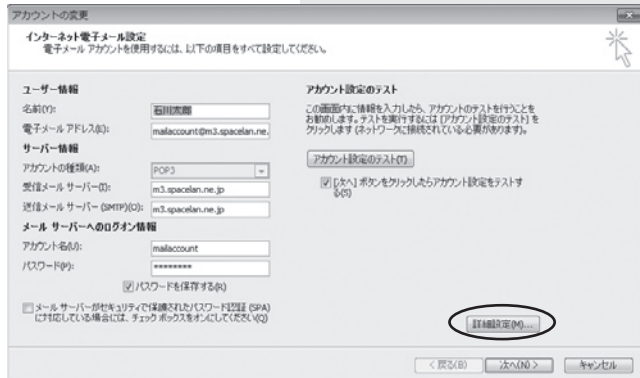 アカウントの変更
インターネット電子メール設定
電子メール アカウントを使用するには、以下の項目をすべて設定してください。
ユーザー情報
名前(Y):
石川太郎
電子メール アドレス(E):
mailaccount@m3.spacelan.ne.
サーバー情報
アカウントの種類(A):
POP3
受信メール サーバー(I):
m3.spacelan.ne.jp
送信メール サーバー (SMTP)(O):
m3.spacelan.ne.jp
メール サーバーへのログオン情報
アカウント名(U):
mailaccount
パスワード(P):
********
パスワードを保存する(R)
メール サーバーがセキュリティで保護されたパスワード認証 (SPA)
に対応している場合には、チェック ボックスをオンにしてください(Q)
アカウント設定のテスト
この画面内に情報を入力したら、アカウントのテストを行うことを
お勧めします。テストを実行するには [アカウント設定のテスト] を
クリックします (ネットワークに接続されている必要があります)。
アカウント設定のテスト(T)
[次へ] ボタンをクリックしたらアカウント設定をテストす
る(S)
詳細設定(M)...
< 戻る(B)
次へ(N) >
キャンセル